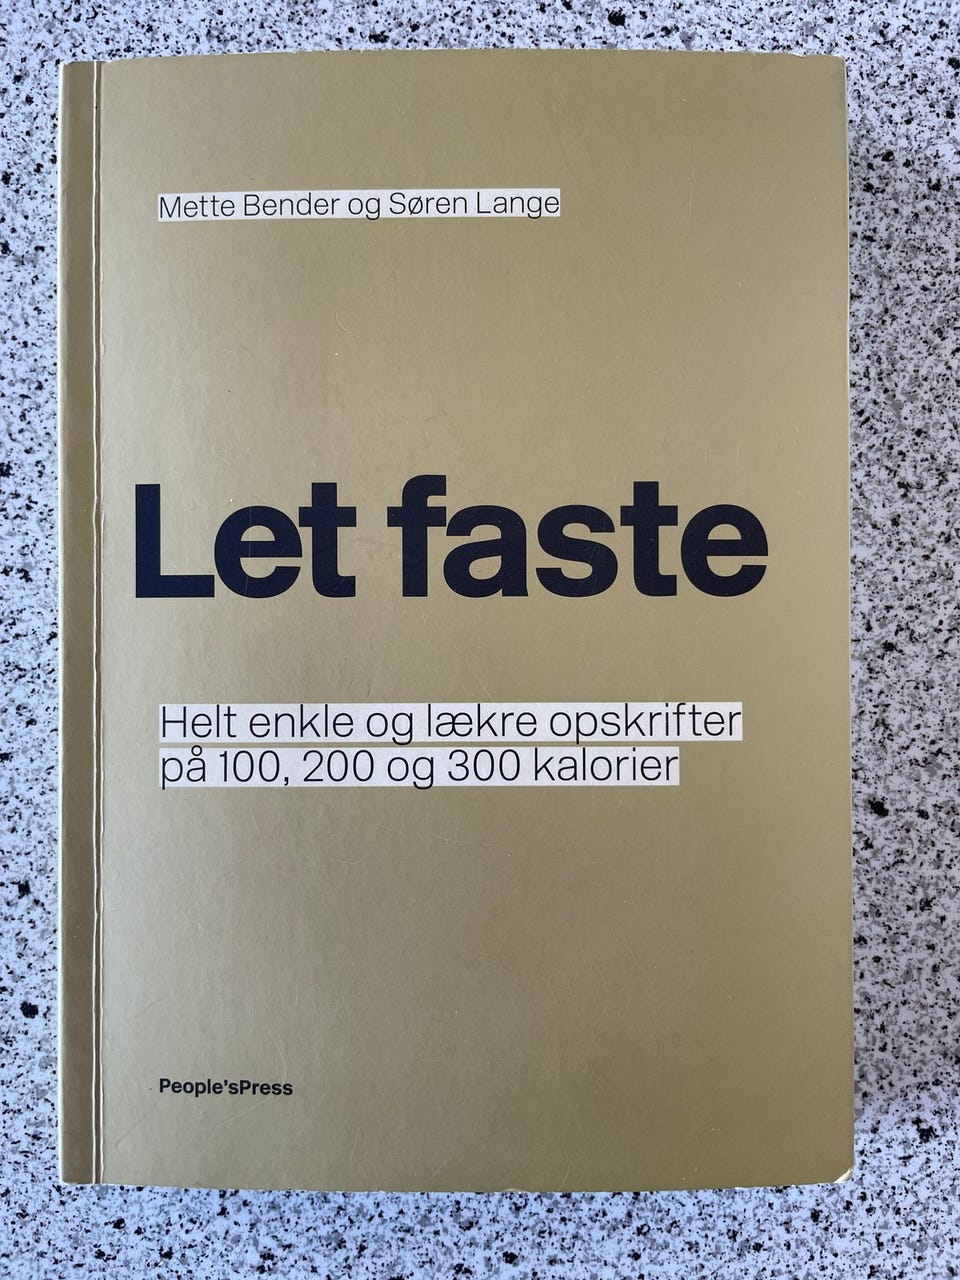 Mette Bender og Søren Lange
Let faste
Helt enkle og lækre opskrifter
på 100, 200 og 300 kalorier
People'sPress